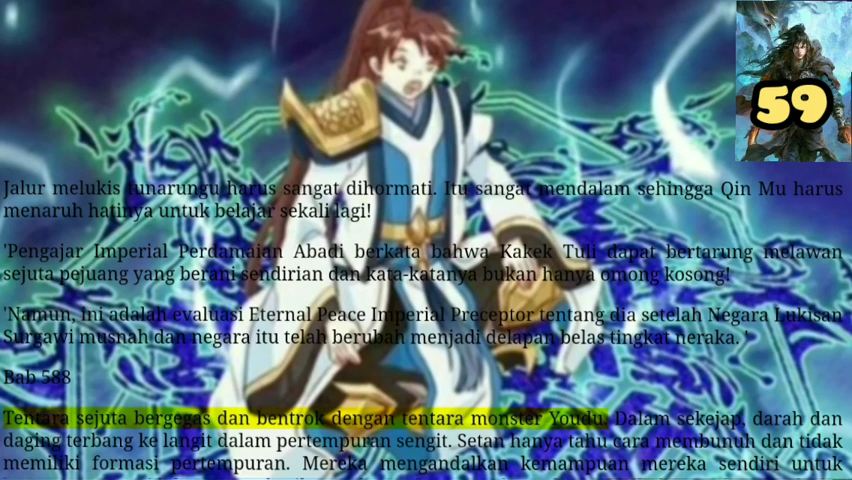 59
Jalur melukis tunarungu harus sangat dihormati. Itu sangat mendalam sehingga Qin Mu harus
menaruh hatinya untuk belajar sekali lagi!
'Pengajar Imperial Perdamaian Abadi berkata bahwa Kakek Tuli dapat bertarung melawan
sejuta pejuang yang berani sendirian dan kata-katanya bukan hanya omong kosong!
'Namun, Ini adalah evaluasi Eternal Peace Imperial Preceptor tentang dia setelah Negara Lukisan
Surgawi musnah dan negara itu telah berubah menjadi delapan belas tingkat neraka. '
Bab 588
Tentara sejuta bergegas dan bentrok dengan tentara monster Youdu. Dalam sekejap, darah dan
daging terbang ke langit dalam pertempuran sengit. Setan hanya tahu cara membunuh dan tidak
memiliki formasi pertempuran. Mereka mengandalkan kemampuan mereka sendiri untuk